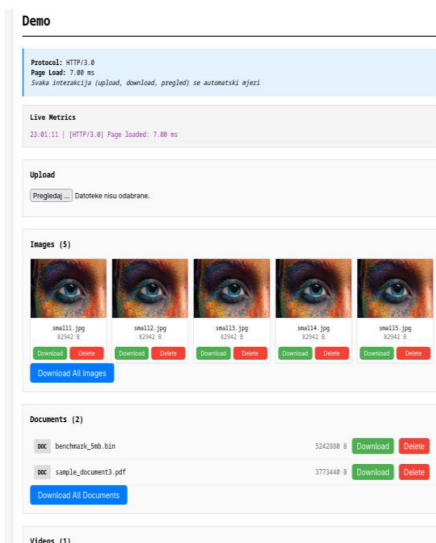 Demo
Protocol: HTTP/3.0
Page Load: 7.00 ms
Svaka interakcija (upload, download, pregled) se automatski mjeri
Live Metrics
23:01:11 | [HTTP/3.0] Page loaded: 7.00 ms
Upload
Pregledaj ... Datoteke nisu odabrane.
Images (5)
small1.jpg small2.jpg small3.jpg small4.jpg small5.jpg
82942 B 82942 B 82942 B 82942 B 82942 B
Download Delete Download Delete Download Delete Download Delete Download Delete
Download All Images
Documents (2)
DOC benchmark_5mb.bin 5242880 B Download Delete
DOC sample_document3.pdf 3773440 B Download Delete
Download All Documents
Videos (1)